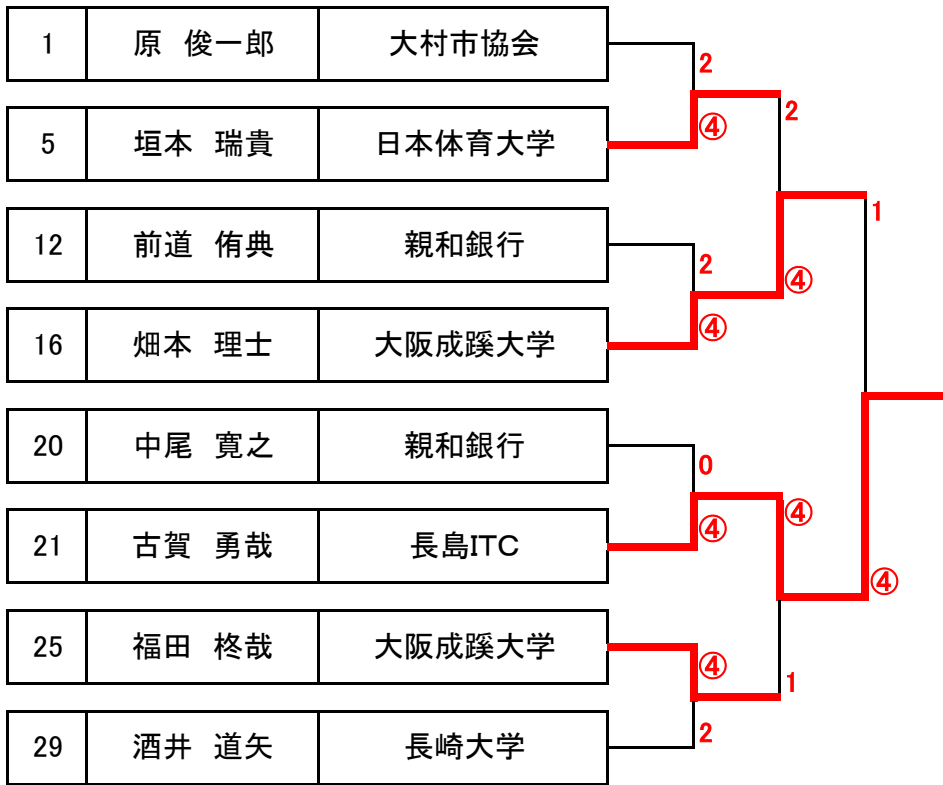 1 原 俊一郎 大村市協会
2
2
5 垣本 瑞貴 日本体育大学
④
1
12 前道 侑典 親和銀行
2
④
16 畑本 理士 大阪成蹊大学
④
20 中尾 寛之 親和銀行
0
④
21 古賀 勇哉 長島ITC
④
④
25 福田 柊哉 大阪成蹊大学
④
1
29 酒井 道矢 長崎大学
2